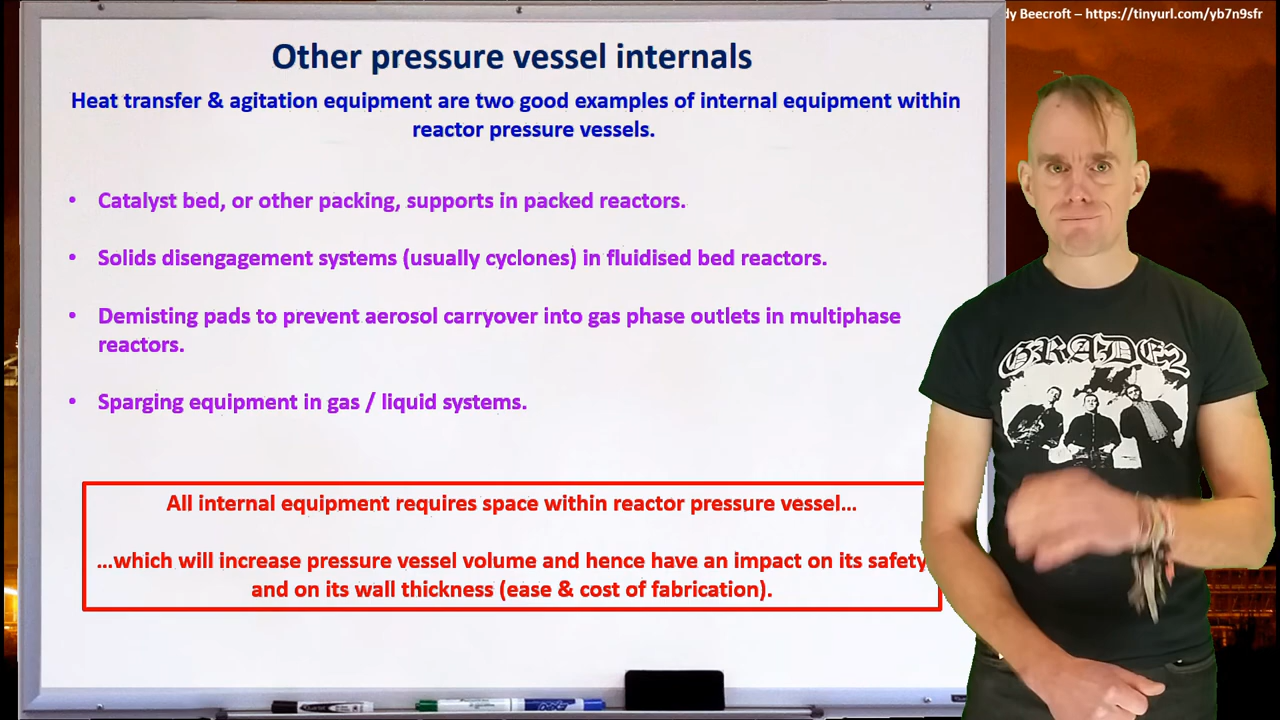 dy Beecroft – https://tinyurl.com/yb7n9sfr
Other pressure vessel internals
Heat transfer & agitation equipment are two good examples of internal equipment within
reactor pressure vessels.
• Catalyst bed, or other packing, supports in packed reactors.
• Solids disengagement systems (usually cyclones) in fluidised bed reactors.
• Demisting pads to prevent aerosol carryover into gas phase outlets in multiphase
reactors.
• Sparging equipment in gas / liquid systems.
All internal equipment requires space within reactor pressure vessel…
…which will increase pressure vessel volume and hence have an impact on its safety
and on its wall thickness (ease & cost of fabrication).
GRADE2